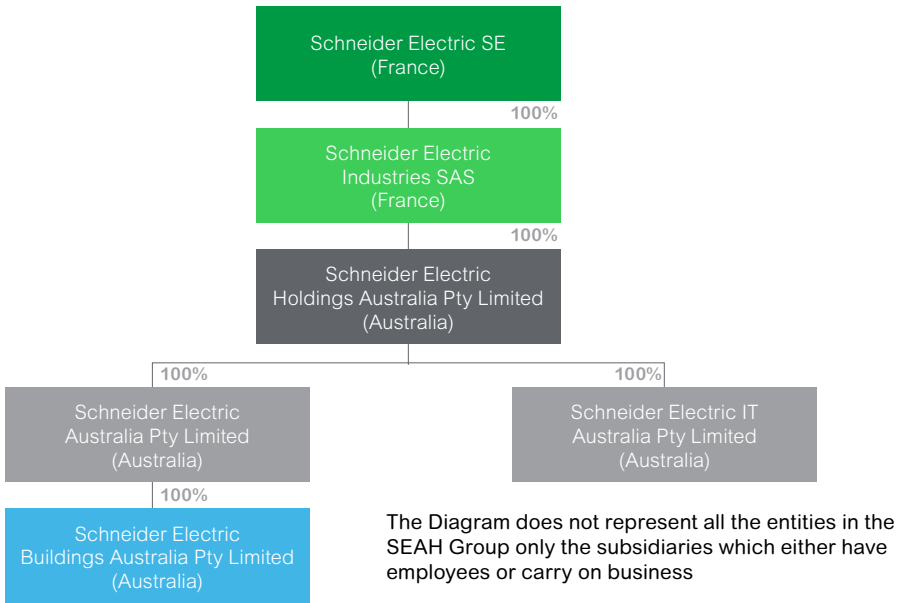 Schneider Electric SE
(France)
100%
Schneider Electric
Industries SAS
(France)
100%
Schneider Electric
Holdings Australia Pty Limited
(Australia)
100%
100%
Schneider Electric
Australia Pty Limited
(Australia)
Schneider Electric IT
Australia Pty Limited
(Australia)
100%
Schneider Electric
Buildings Australia Pty Limited
(Australia)
The Diagram does not represent all the entities in the
SEAH Group only the subsidiaries which either have
employees or carry on business